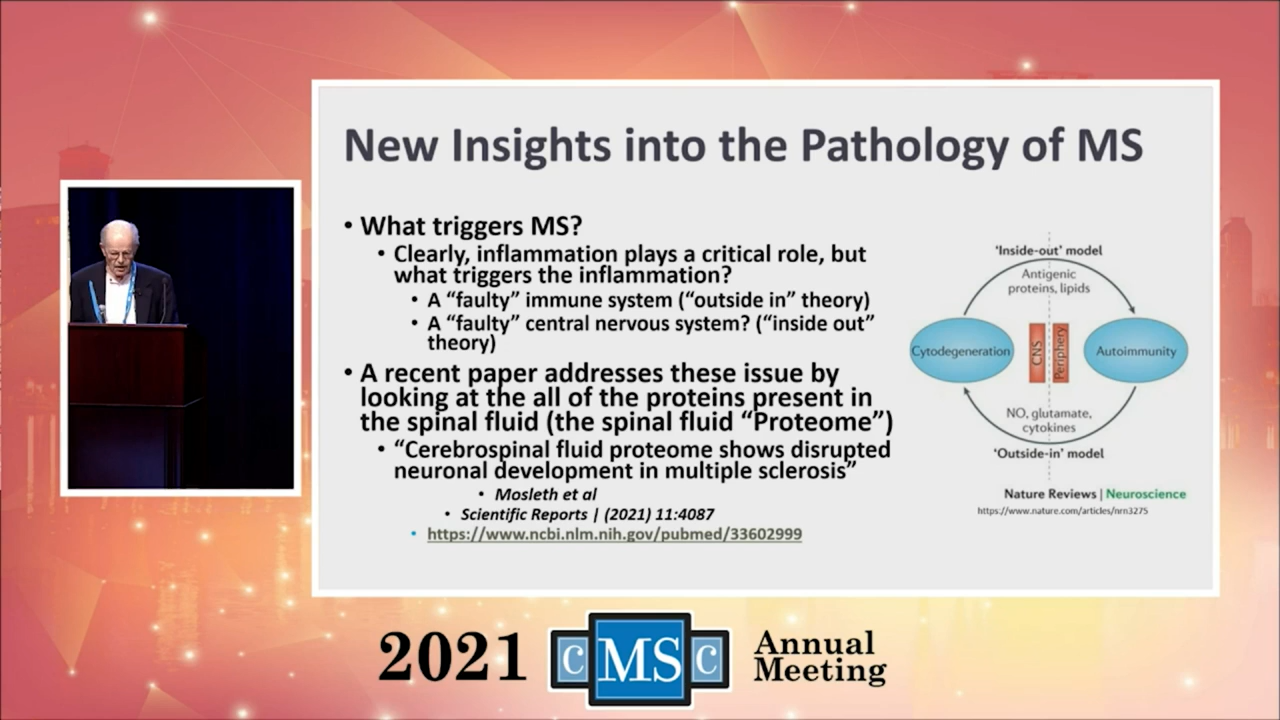 New Insights into the Pathology of MS
• What triggers MS?
• Clearly, inflammation plays a critical role, but
what triggers the inflammation?
• A “faulty” immune system (“outside in” theory)
• A “faulty” central nervous system? (“inside out”
theory)
• A recent paper addresses these issue by
looking at the all of the proteins present in
the spinal fluid (the spinal fluid “Proteome”)
• “Cerebrospinal fluid proteome shows disrupted
neuronal development in multiple sclerosis”
• Mosleth et al
• Scientific Reports | (2021) 11:4087
• https://www.ncbi.nlm.nih.gov/pubmed/33602999
‘Inside-out’ model
Antigenic
proteins, lipids
Cytodegeneration
CNS
Periphery
Autoimmunity
NO, glutamate,
cytokines
‘Outside-in’ model
Nature Reviews | Neuroscience
https://www.nature.com/articles/nrn3275
2021
CMSC
Annual
Meeting